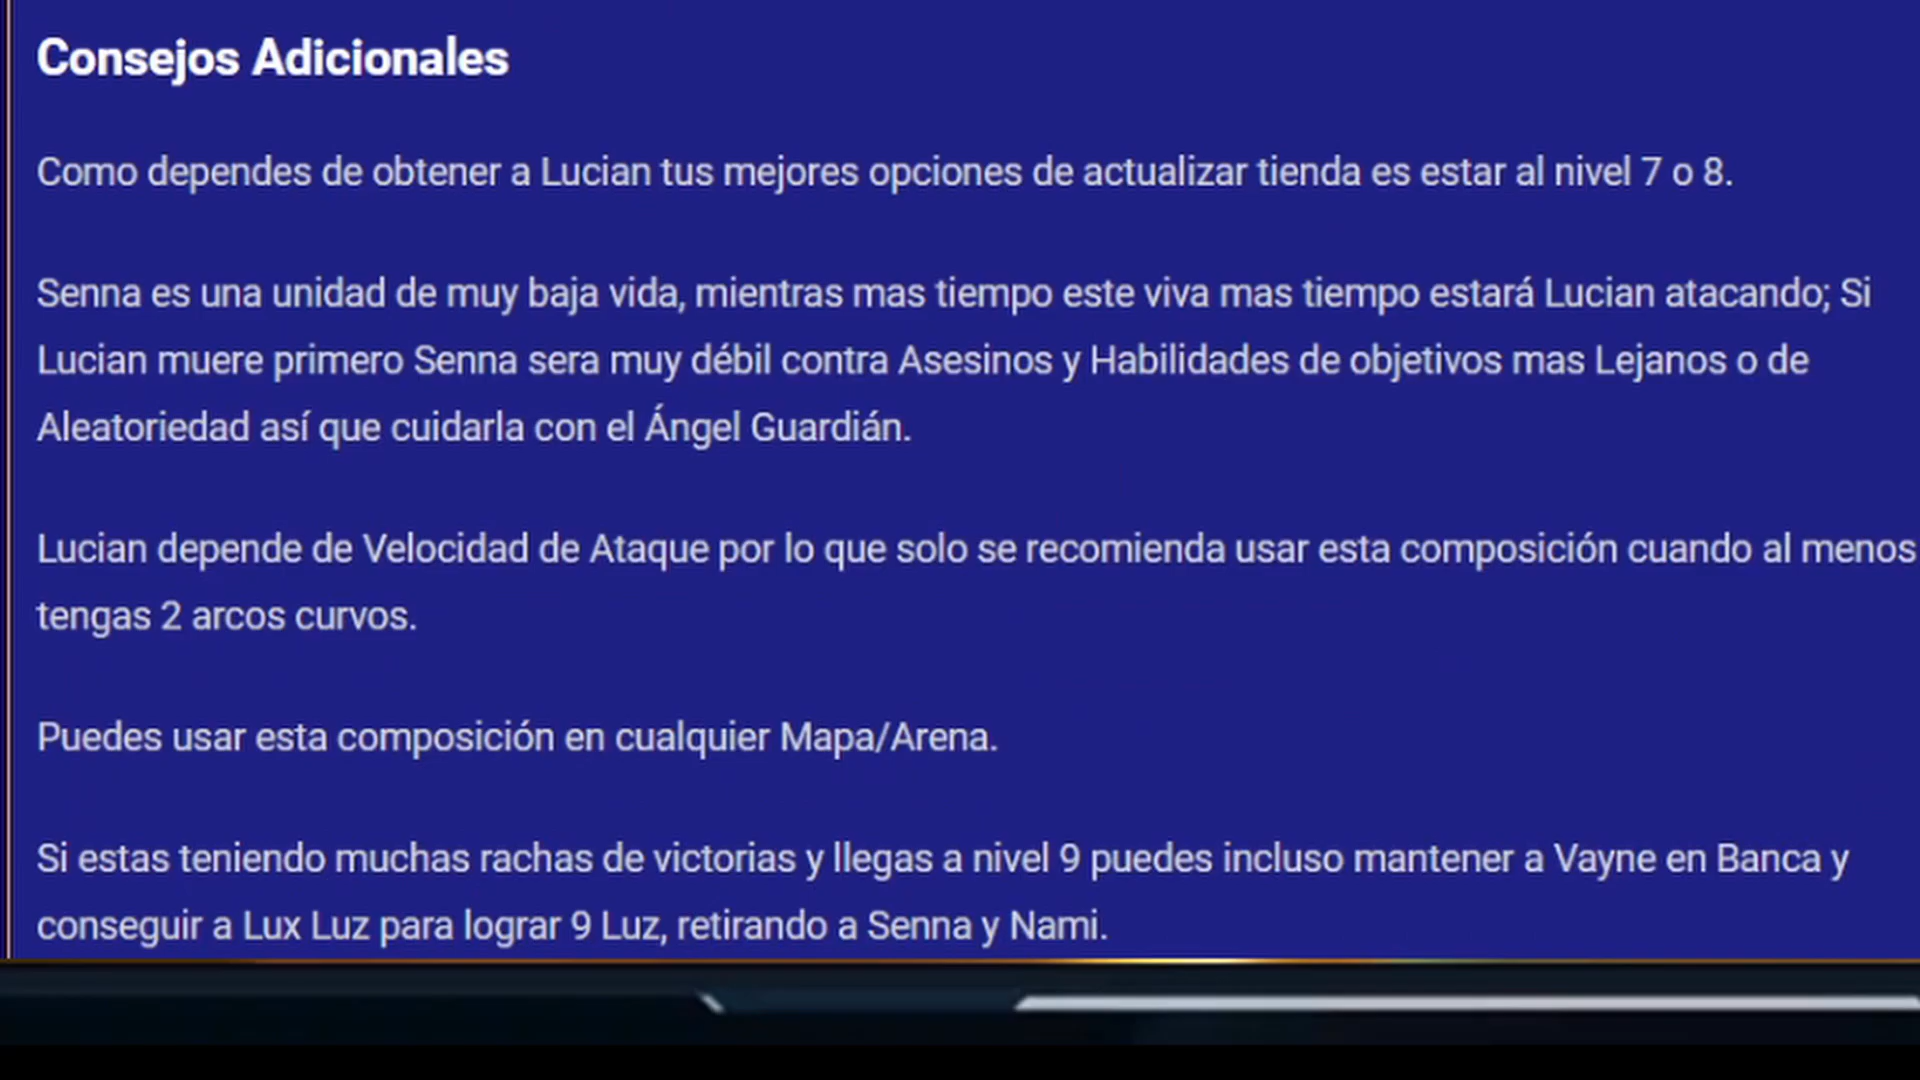 Consejos Adicionales
Como dependes de obtener a Lucian tus mejores opciones de actualizar tienda es estar al nivel 7 o 8.
Senna es una unidad de muy baja vida, mientras mas tiempo este viva mas tiempo estará Lucian atacando; Si
Lucian muere primero Senna sera muy débil contra Asesinos y Habilidades de objetivos mas Lejanos o de
Aleatoriedad así que cuidarla con el Ángel Guardián.
Lucian depende de Velocidad de Ataque por lo que solo se recomienda usar esta composición cuando al menos
tengas 2 arcos curvos.
Puedes usar esta composición en cualquier Mapa/Arena.
Si estas teniendo muchas rachas de victorias y llegas a nivel 9 puedes incluso mantener a Vayne en Banca y
conseguir a Lux Luz para lograr 9 Luz, retirando a Senna y Nami.